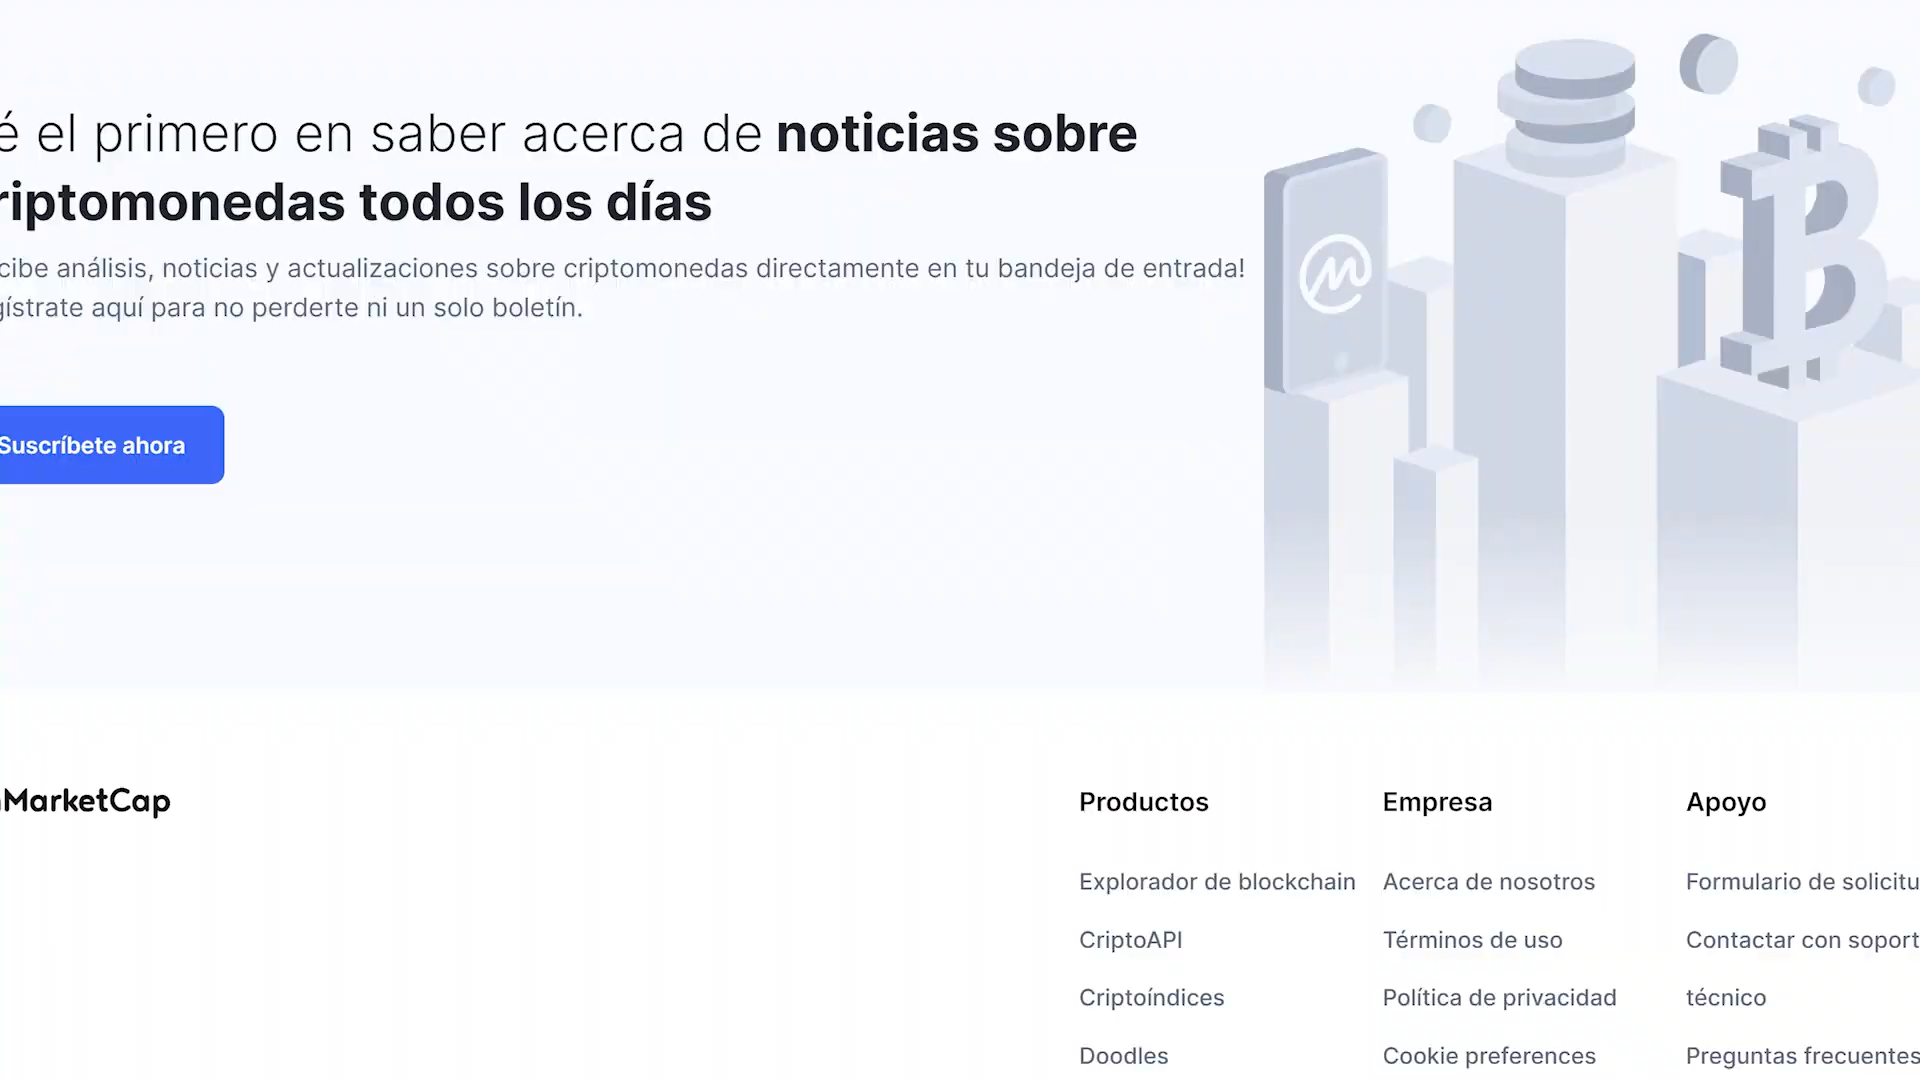 é el primero en saber acerca de noticias sobre
riptomonedas todos los días
cibe análisis, noticias y actualizaciones sobre criptomonedas directamente en tu bandeja de entrada!
gístrate aquí para no perderte ni un solo boletín.
Suscríbete ahora
MarketCap
Productos
Empresa
Apoyo
Explorador de blockchain
Acerca de nosotros
Formulario de solicitu
CriptoAPI
Términos de uso
Contactar con soport
Criptoíndices
Política de privacidad
técnico
Doodles
Cookie preferences
Preguntas frecuentes